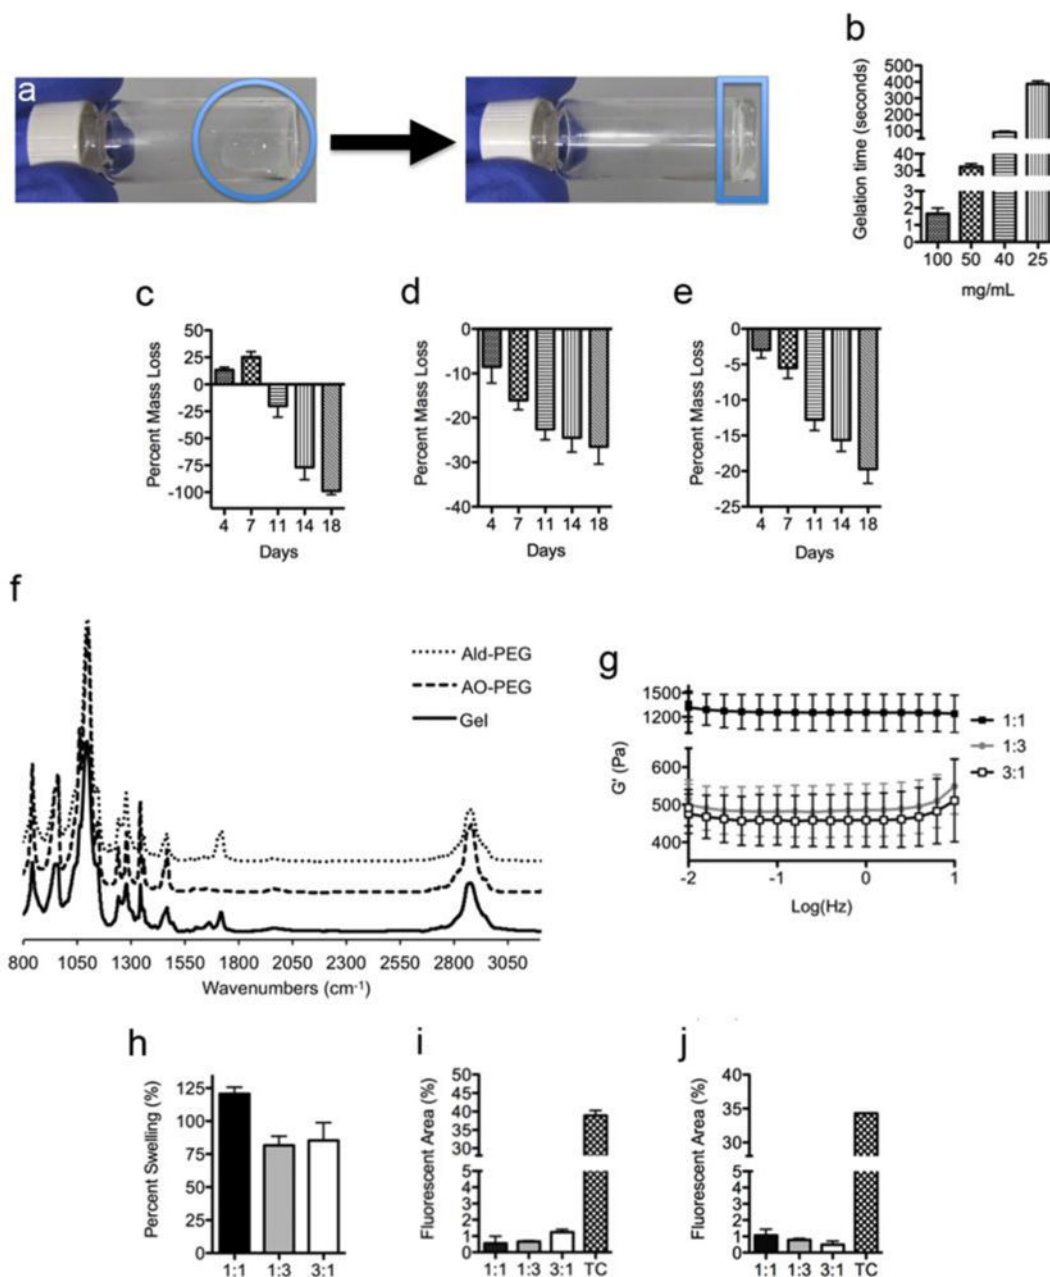 a
b
Gelation time (seconds)
500
400
300
200
100
40
30
3
2
1
0
100 50 40 25
mg/mL
c
Percent Mass Loss
50
25
0
-25
-50
-75
-100
4 7 11 14 18
Days
d
Percent Mass Loss
0
-10
-20
-30
-40
4 7 11 14 18
Days
e
Percent Mass Loss
0
-5
-10
-15
-20
-25
4 7 11 14 18
Days
f
Ald-PEG
AO-PEG
Gel
800 1050 1300 1550 1800 2050 2300 2550 2800 3050
Wavenumbers (cm-1)
g
G' (Pa)
1500
1200
600
500
400
-2 -1 0 1
Log(Hz)
1:1
1:3
3:1
h
Percent Swelling (%)
125
100
75
50
25
0
1:1 1:3 3:1
i
Fluorescent Area (%)
50
45
40
35
30
5
4
3
2
1
0
1:1 1:3 3:1 TC
j
Fluorescent Area (%)
40
35
30
5
4
3
2
1
0
1:1 1:3 3:1 TC